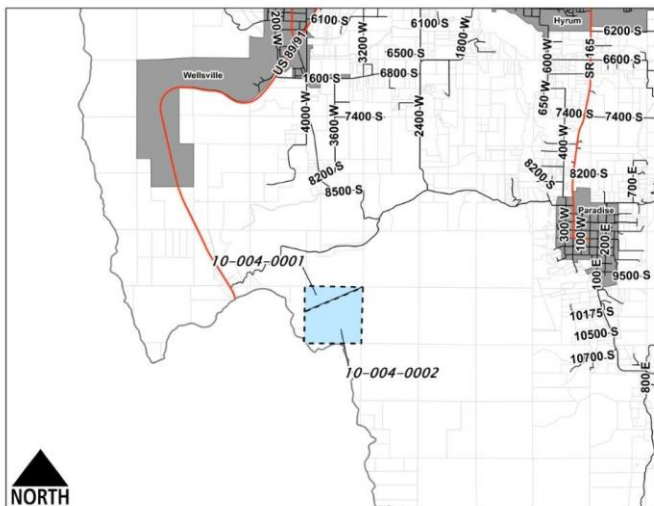 6100 S
6100 S
Hyrum
200 W
3200 W
1800 W
6200 S
6500 S
600 W
SR 165
6600 S
Wellsville
US 89/91
6800 S
1600 S
650 W
4000 W
3600 W
7400 S
2400 W
7400 S
7400 S
400 W
8200 S
8200 S
8200 S
700 E
8500 S
Paradise
300 W
100 W
200 E
100 E
9500 S
10-004-0001
10175 S
10500 S
10700 S
10-004-0002
800 E
NORTH